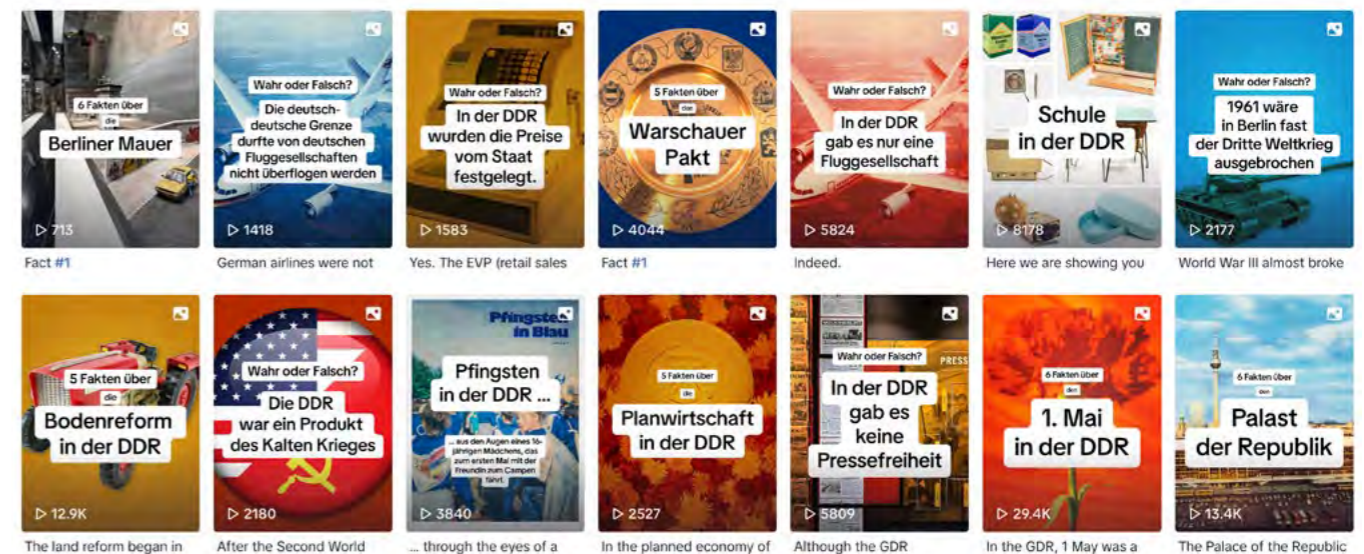 6 Fakten über
die
Berliner Mauer
713
Fact #1
Wahr oder Falsch?
Die deutsch-
deutsche Grenze
durfte von deutschen
Fluggesellschaften
nicht überflogen werden
1418
German airlines were not
Wahr oder Falsch?
In der DDR
wurden die Preise
vom Staat
festgelegt.
1583
Yes. The EVP (retail sales
5 Fakten über
den
Warschauer
Pakt
4044
Fact #1
Wahr oder Falsch?
In der DDR
gab es nur eine
Fluggesellschaft
5824
Indeed.
Schule
in der DDR
8178
Here we are showing you
Wahr oder Falsch?
1961 wäre
in Berlin fast
der Dritte Weltkrieg
ausgebrochen
2177
World War III almost broke
5 Fakten über
die
Bodenreform
in der DDR
12.9K
The land reform began in
Wahr oder Falsch?
Die DDR
war ein Produkt
des Kalten Krieges
2180
After the Second World
Pfingsten
in Blau
Pfingsten
in der DDR ...
... aus den Augen eines 16-
jährigen Mädchens, das
zum ersten Mal mit der
Freundin zum Campen
fährt.
3840
... through the eyes of a
5 Fakten über
die
Planwirtschaft
in der DDR
2527
In the planned economy of
Wahr oder Falsch?
PRESS
In der DDR
gab es
keine
Pressefreiheit
5809
Although the GDR
6 Fakten über
den
1. Mai
in der DDR
29.4K
In the GDR, 1 May was a
6 Fakten über
den
Palast
der Republik
13.4K
The Palace of the Republic